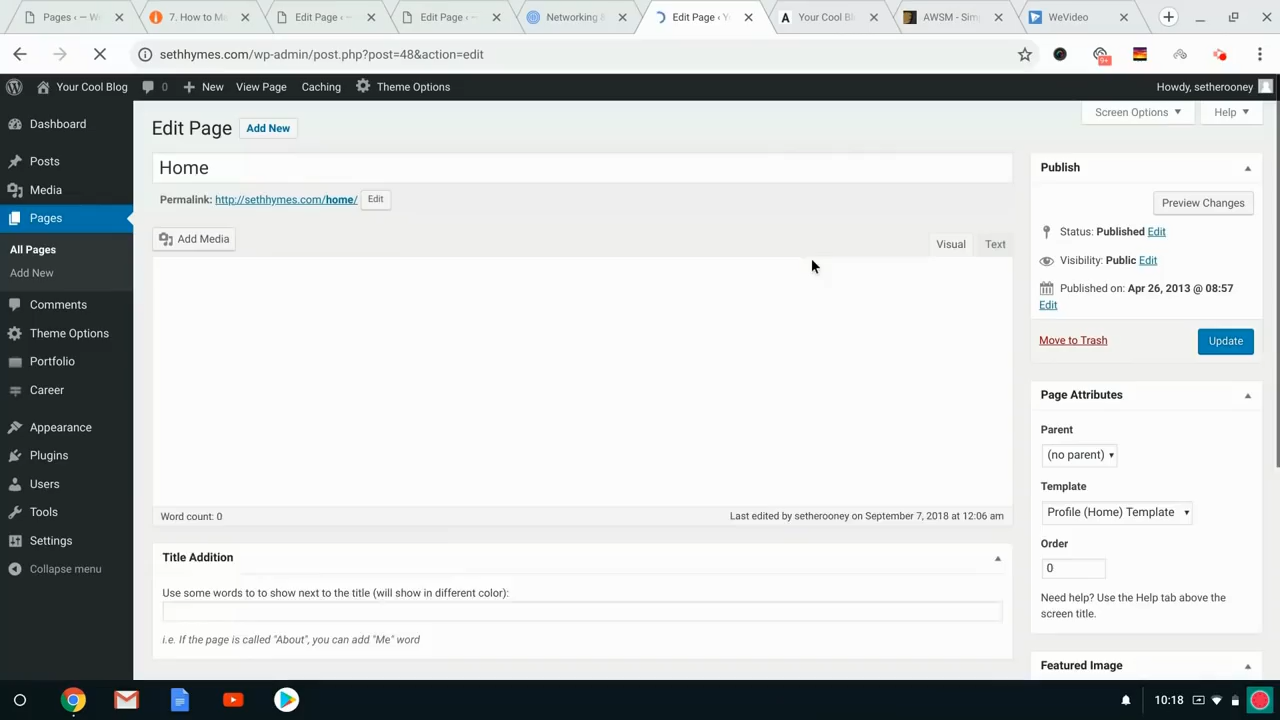 Pages ‹ — W
7. How to Ma
Edit Page ‹ —
Edit Page ‹ —
Networking &
Edit Page ‹ Y
Your Cool Bl
AWSM - Sim
WeVideo
sethhymes.com/wp-admin/post.php?post=48&action=edit
9+
Your Cool Blog
0
New
View Page
Caching
Theme Options
Howdy, setherooney
Dashboard
Posts
Media
Pages
All Pages
Add New
Comments
Theme Options
Portfolio
Career
Appearance
Plugins
Users
Tools
Settings
Collapse menu
Edit Page
Add New
Screen Options
Help
Home
Permalink: http://sethhymes.com/home/ Edit
Add Media
Visual
Text
Word count: 0
Last edited by setherooney on September 7, 2018 at 12:06 am
Title Addition
Use some words to to show next to the title (will show in different color):
i.e. If the page is called "About", you can add "Me" word
Publish
Preview Changes
Status: Published Edit
Visibility: Public Edit
Published on: Apr 26, 2013 @ 08:57
Edit
Move to Trash
Update
Page Attributes
Parent
(no parent)
Template
Profile (Home) Template
Order
0
Need help? Use the Help tab above the
screen title.
Featured Image
10:18